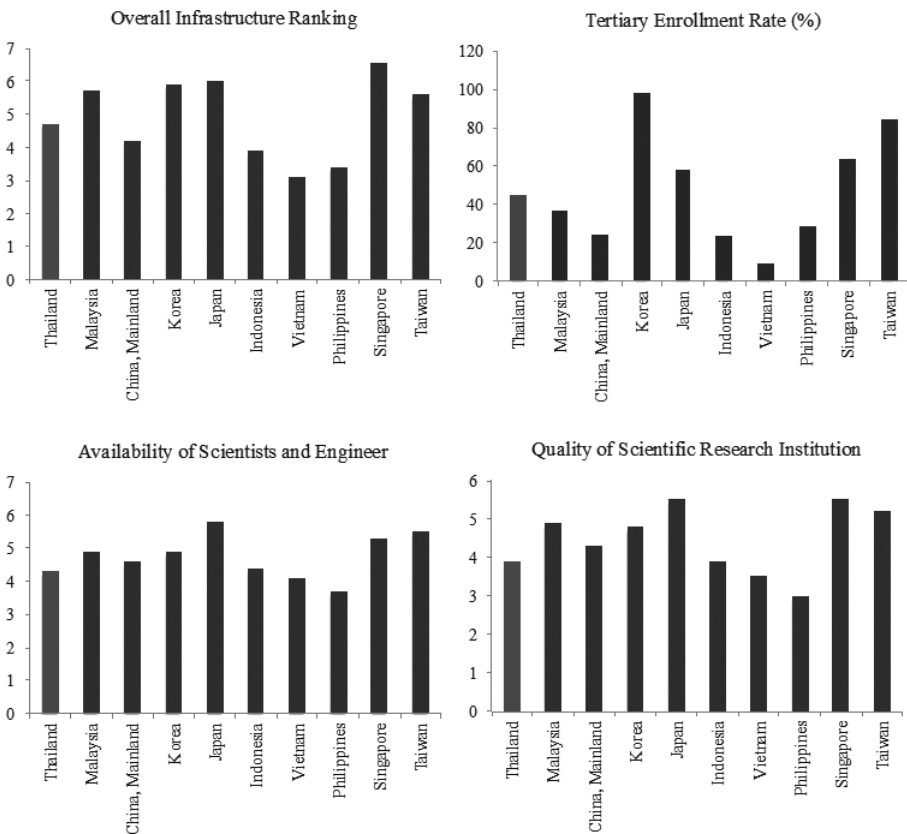 Overall Infrastructure Ranking
7
6
5
4
3
2
1
0
Thailand
Malaysia
China, Mainland
Korea
Japan
Indonesia
Vietnam
Philippines
Singapore
Taiwan
Tertiary Enrollment Rate (%)
120
100
80
60
40
20
0
Thailand
Malaysia
China, Mainland
Korea
Japan
Indonesia
Vietnam
Philippines
Singapore
Taiwan
Availability of Scientists and Engineer
7
6
5
4
3
2
1
0
Thailand
Malaysia
China, Mainland
Korea
Japan
Indonesia
Vietnam
Philippines
Singapore
Taiwan
Quality of Scientific Research Institution
6
5
4
3
2
1
0
Thailand
Malaysia
China, Mainland
Korea
Japan
Indonesia
Vietnam
Philippines
Singapore
Taiwan